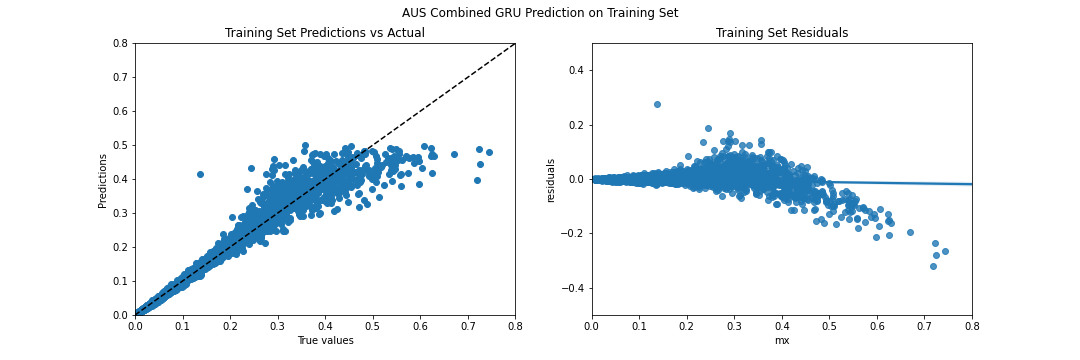 AUS Combined GRU Prediction on Training Set
Training Set Predictions vs Actual
0.8
0.7
0.6
0.5
0.4
0.3
0.2
0.1
0.0
Predictions
0.0 0.1 0.2 0.3 0.4 0.5 0.6 0.7 0.8
True values
Training Set Residuals
0.4
0.2
0.0
−0.2
−0.4
residuals
0.0 0.1 0.2 0.3 0.4 0.5 0.6 0.7 0.8
mx